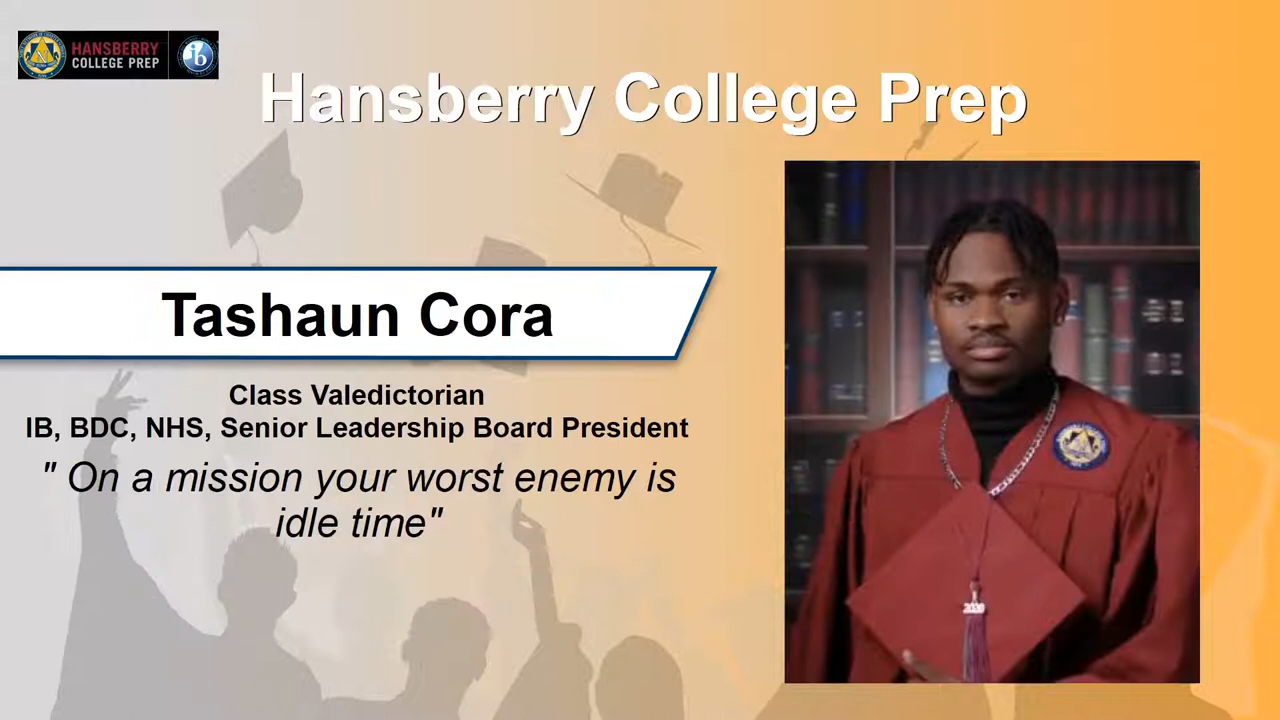 HANSBERRY
COLLEGE PREP
ib
Hansberry College Prep
Tashaun Cora
Class Valedictorian
IB, BDC, NHS, Senior Leadership Board President
" On a mission your worst enemy is
idle time"